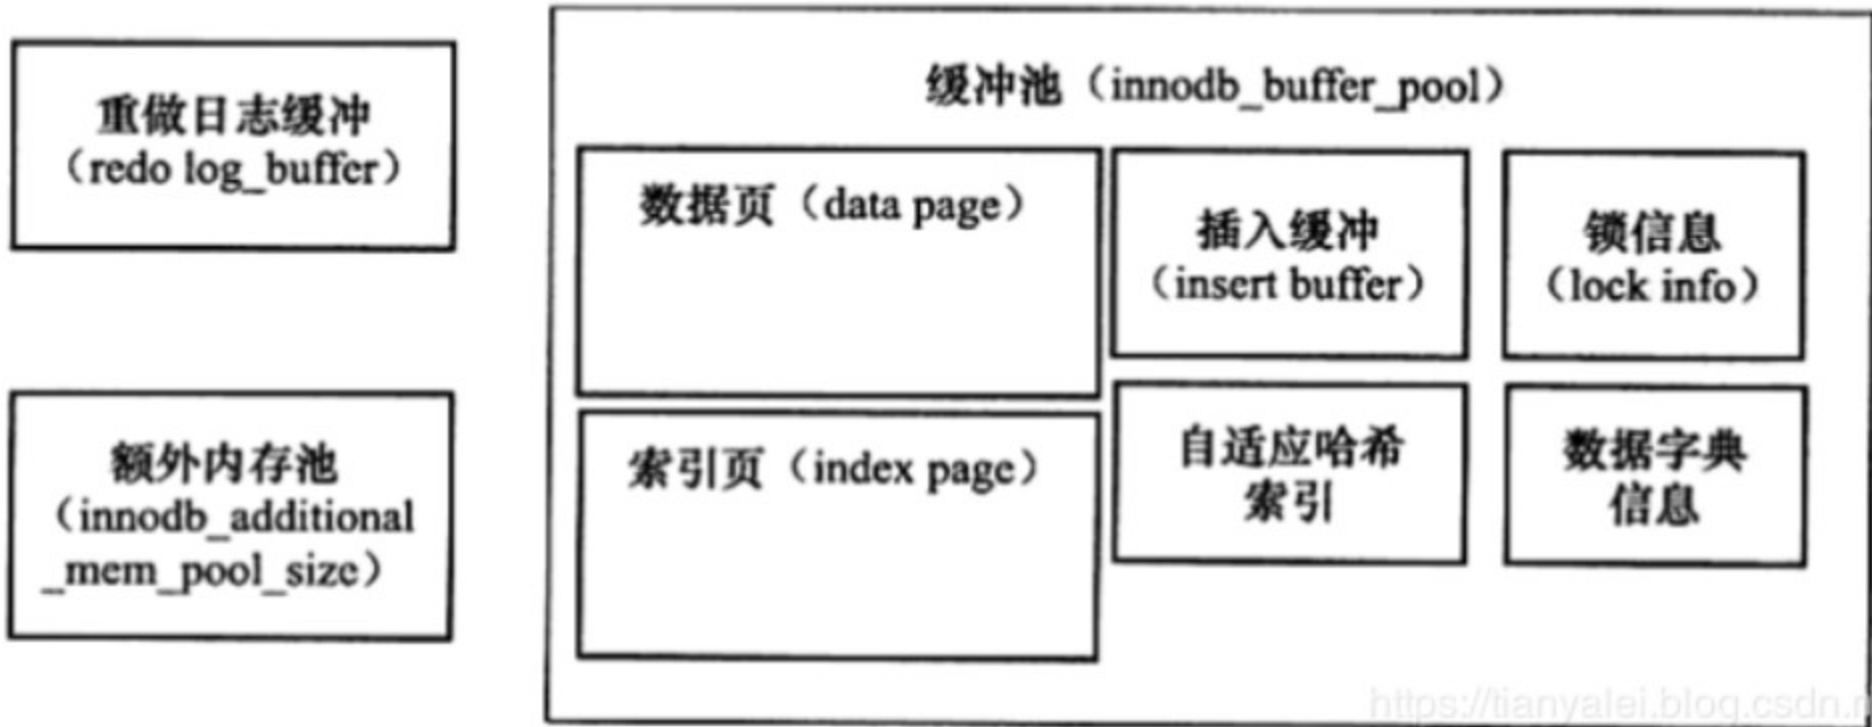 重做日志缓冲
（redo log_buffer）
额外内存池
（innodb_additional
_mem_pool_size）
缓冲池（innodb_buffer_pool）
数据页（data page）
插入缓冲
（insert buffer）
锁信息
（lock info）
索引页（index page）
自适应哈希
索引
数据字典
信息
https://tianyalei.blog.csdn.n